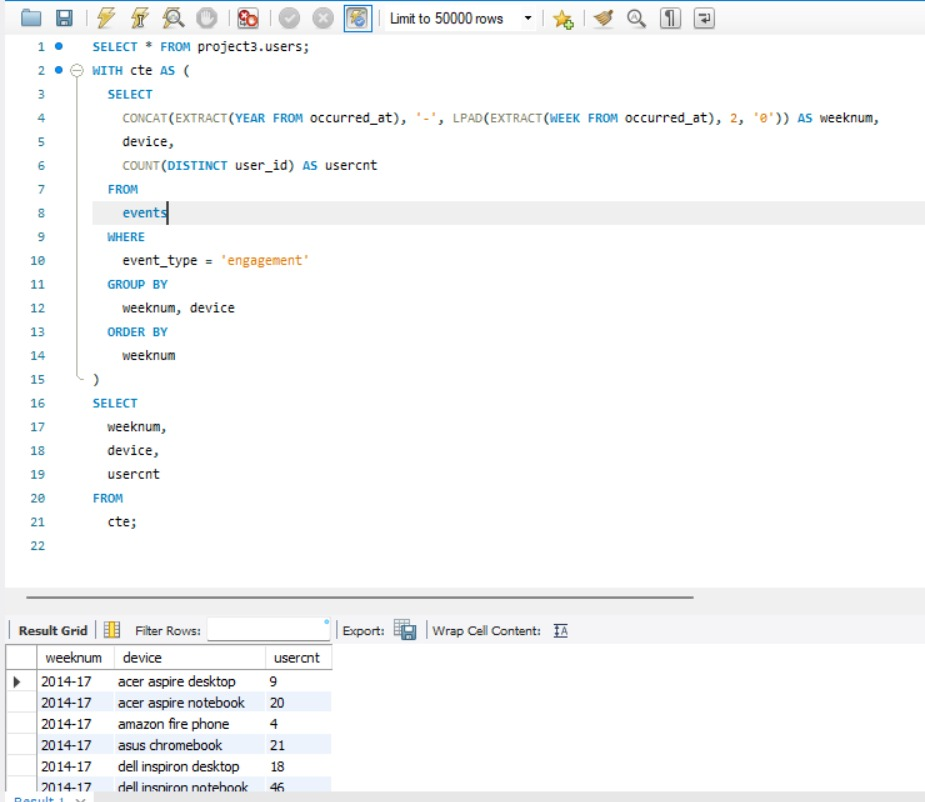 Limit to 50000 rows
1 SELECT * FROM project3.users;
2 WITH cte AS (
3 SELECT
4 CONCAT(EXTRACT(YEAR FROM occurred_at), '-', LPAD(EXTRACT(WEEK FROM occurred_at), 2, '0')) AS weeknum,
5 device,
6 COUNT(DISTINCT user_id) AS usercnt
7 FROM
8 events
9 WHERE
10 event_type = 'engagement'
11 GROUP BY
12 weeknum, device
13 ORDER BY
14 weeknum
15 )
16 SELECT
17 weeknum,
18 device,
19 usercnt
20 FROM
21 cte;
22
Result Grid Filter Rows: Export: Wrap Cell Content: IA
weeknum device usercnt
2014-17 acer aspire desktop 9
2014-17 acer aspire notebook 20
2014-17 amazon fire phone 4
2014-17 asus chromebook 21
2014-17 dell inspiron desktop 18
2014-17 dell inspiron notebook 46
Result 1